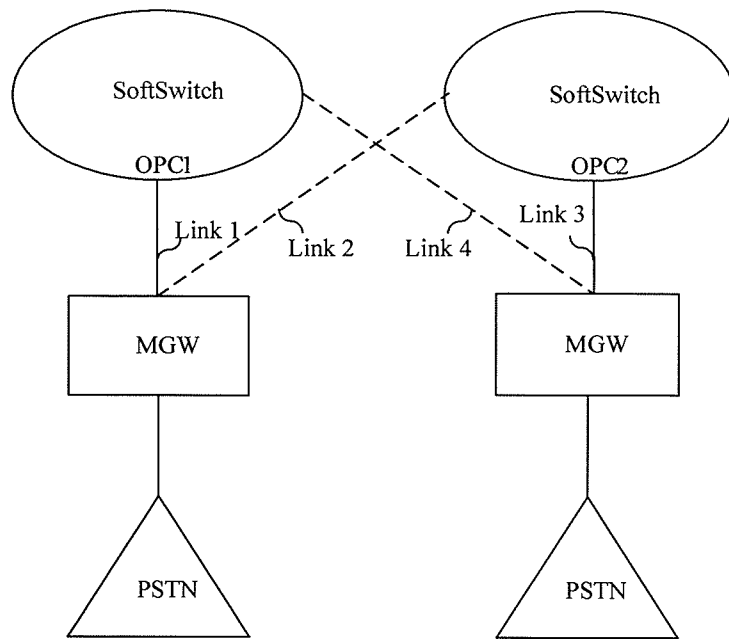 SoftSwitch
SoftSwitch
OPC1
OPC2
Link 1
Link 2
Link 4
Link 3
MGW
MGW
PSTN
PSTN